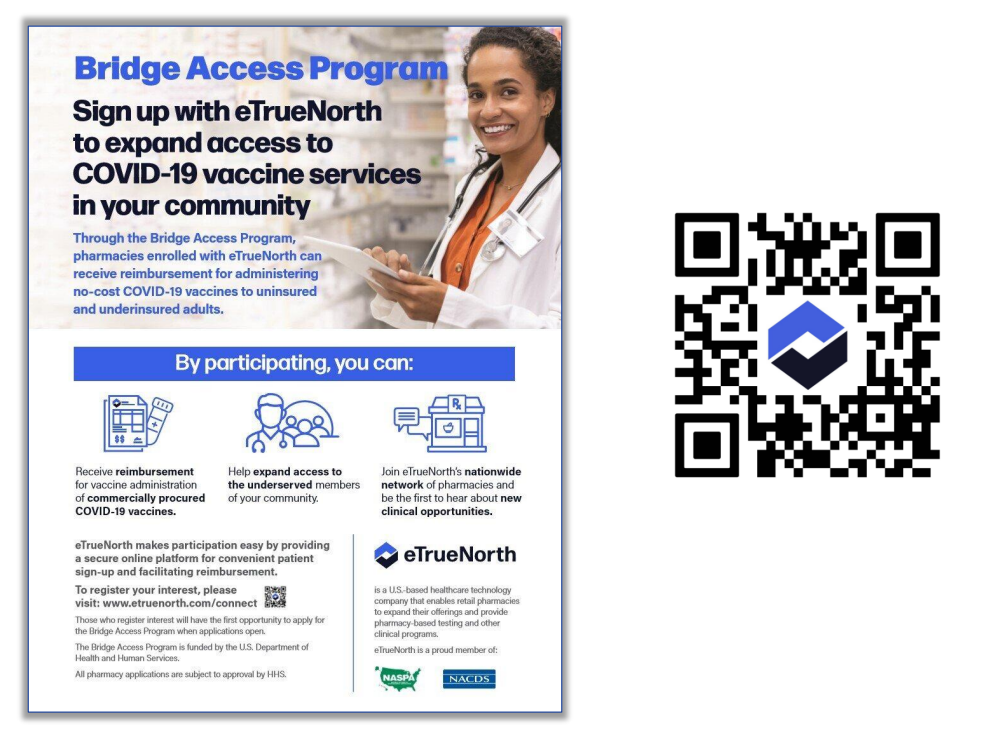 Bridge Access Program
Sign up with eTrueNorth
to expand access to
COVID-19 vaccine services
in your community
Through the Bridge Access Program,
pharmacies enrolled with eTrueNorth can
receive reimbursement for administering
no-cost COVID-19 vaccines to uninsured
and underinsured adults.
By participating, you can:
$$
Receive reimbursement
for vaccine administration
of commercially procured
COVID-19 vaccines.
Help expand access to
the underserved members
of your community.
Rx
Join eTrueNorth's nationwide
network of pharmacies and
be the first to hear about new
clinical opportunities.
eTrueNorth makes participation easy by providing
a secure online platform for convenient patient
sign-up and facilitating reimbursement.
To register your interest, please
visit: www.etruenorth.com/connect
Those who register interest will have the first opportunity to apply for
the Bridge Access Program when applications open.
The Bridge Access Program is funded by the U.S. Department of
Health and Human Services.
All pharmacy applications are subject to approval by HHS.
eTrueNorth
is a U.S.-based healthcare technology
company that enables retail pharmacies
to expand their offerings and provide
pharmacy-based testing and other
clinical programs.
eTrueNorth is a proud member of:
NASPA
NACDS